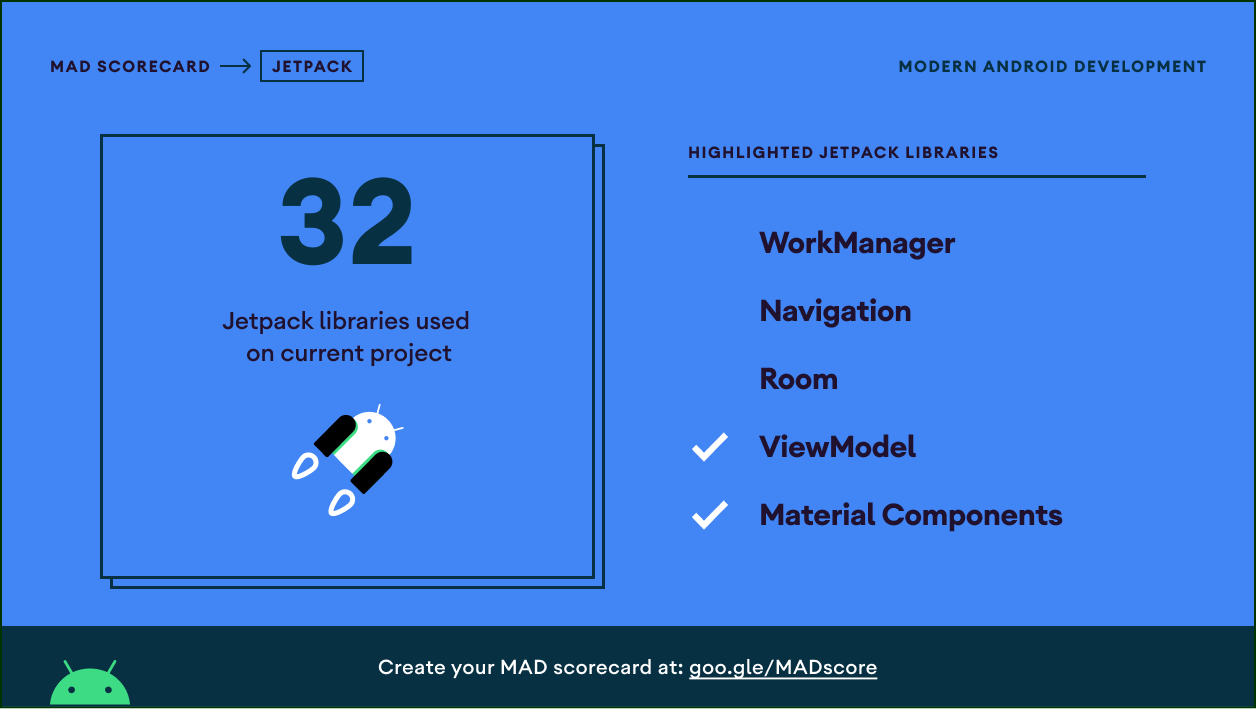 MAD SCORECARD → JETPACK
MODERN ANDROID DEVELOPMENT
32
Jetpack libraries used
on current project
HIGHLIGHTED JETPACK LIBRARIES
WorkManager
Navigation
Room
ViewModel
Material Components
Create your MAD scorecard at: goo.gle/MADscore